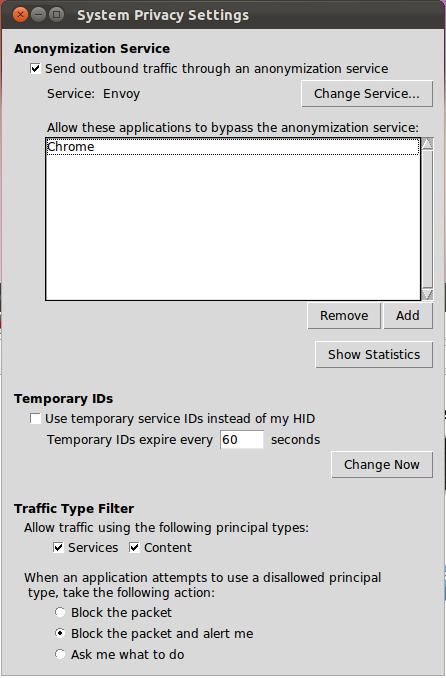 System Privacy Settings
Anonymization Service
Send outbound traffic through an anonymization service
Service: Envoy
Change Service...
Allow these applications to bypass the anonymization service:
Chrome
Remove
Add
Show Statistics
Temporary IDs
Use temporary service IDs instead of my HID
Temporary IDs expire every 60 seconds
Change Now
Traffic Type Filter
Allow traffic using the following principal types:
Services Content
When an application attempts to use a disallowed principal
type, take the following action:
Block the packet
Block the packet and alert me
Ask me what to do